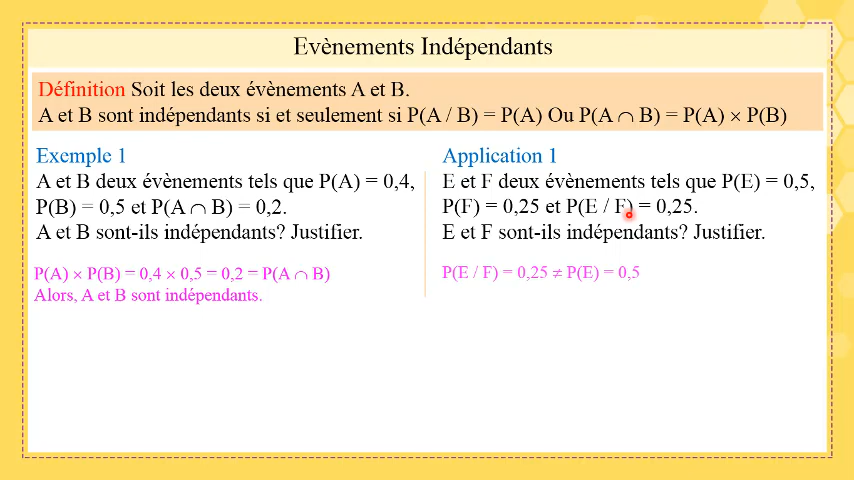 Evènements Indépendants
Définition Soit les deux évènements A et B.
A et B sont indépendants si et seulement si P(A / B) = P(A) Ou P(A ∩ B) = P(A) × P(B)
Exemple 1
A et B deux évènements tels que P(A) = 0,4,
P(B) = 0,5 et P(A ∩ B) = 0,2.
A et B sont-ils indépendants? Justifier.
P(A) × P(B) = 0,4 × 0,5 = 0,2 = P(A ∩ B)
Alors, A et B sont indépendants.
Application 1
E et F deux évènements tels que P(E) = 0,5,
P(F) = 0,25 et P(E / F) = 0,25.
E et F sont-ils indépendants? Justifier.
P(E / F) = 0,25 ≠ P(E) = 0,5